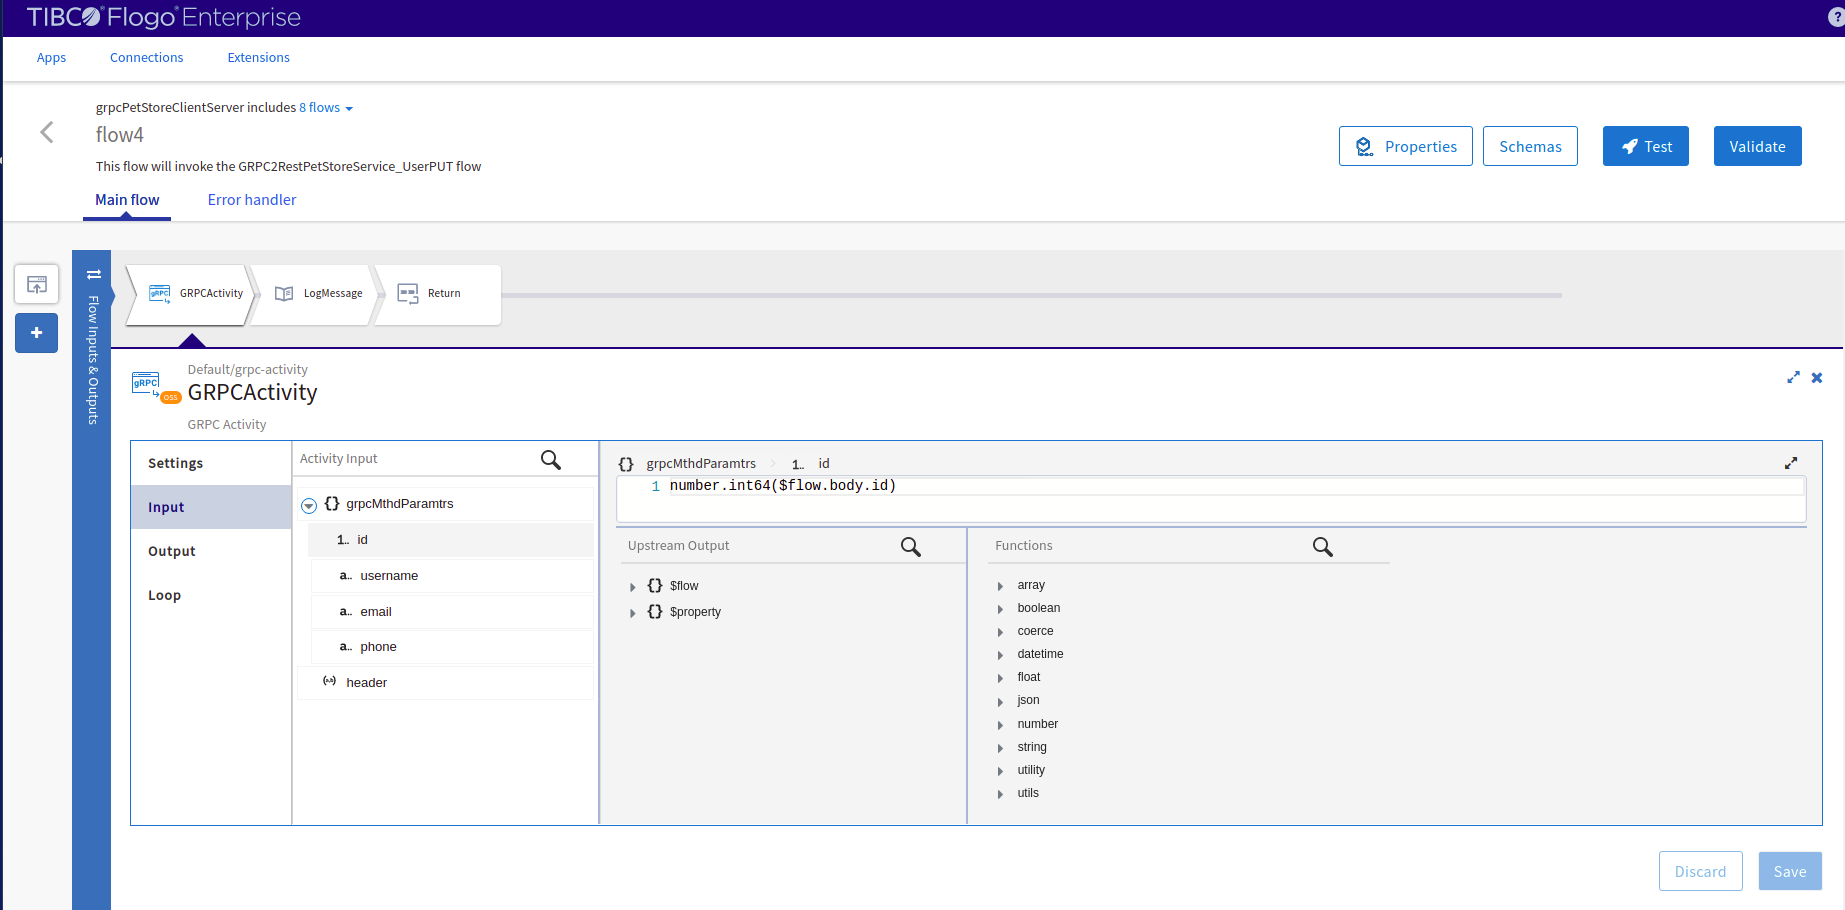 TIBCO® Flogo® Enterprise
?
Apps Connections Extensions
grpcPetStoreClientServer includes 8 flows
flow4
This flow will invoke the GRPC2RestPetStoreService_UserPUT flow
Properties Schemas Test Validate
Main flow Error handler
Flow Inputs & Outputs
+
gRPC GRPCActivity LogMessage Return
Default/grpc-activity
gRPC OSS GRPCActivity
GRPC Activity
Settings
Input
Output
Loop
Activity Input
{} grpcMthdParamtrs
1.. id
a.. username
a.. email
a.. phone
header
{} grpcMthdParamtrs > 1.. id
1 number.int64($flow.body.id)
Upstream Output
{} $flow
{} $property
Functions
array
boolean
coerce
datetime
float
json
number
string
utility
utils
Discard Save